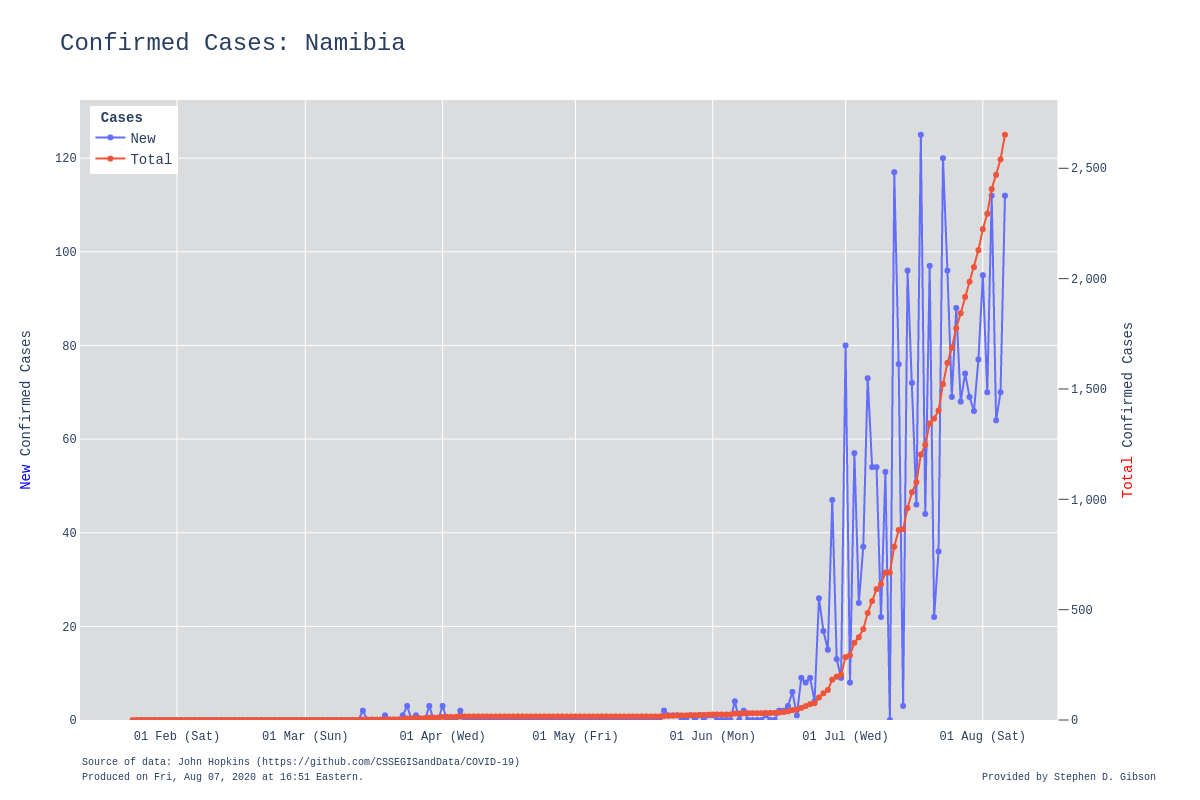 Confirmed Cases: Namibia
Cases
New
Total
120
100
80
60
40
20
0
2,500
2,000
1,500
1,000
500
0
New Confirmed Cases
Total Confirmed Cases
01 Feb (Sat)
01 Mar (Sun)
01 Apr (Wed)
01 May (Fri)
01 Jun (Mon)
01 Jul (Wed)
01 Aug (Sat)
Source of data: John Hopkins (https://github.com/CSSEGISandData/COVID-19)
Produced on Fri, Aug 07, 2020 at 16:51 Eastern.
Provided by Stephen D. Gibson